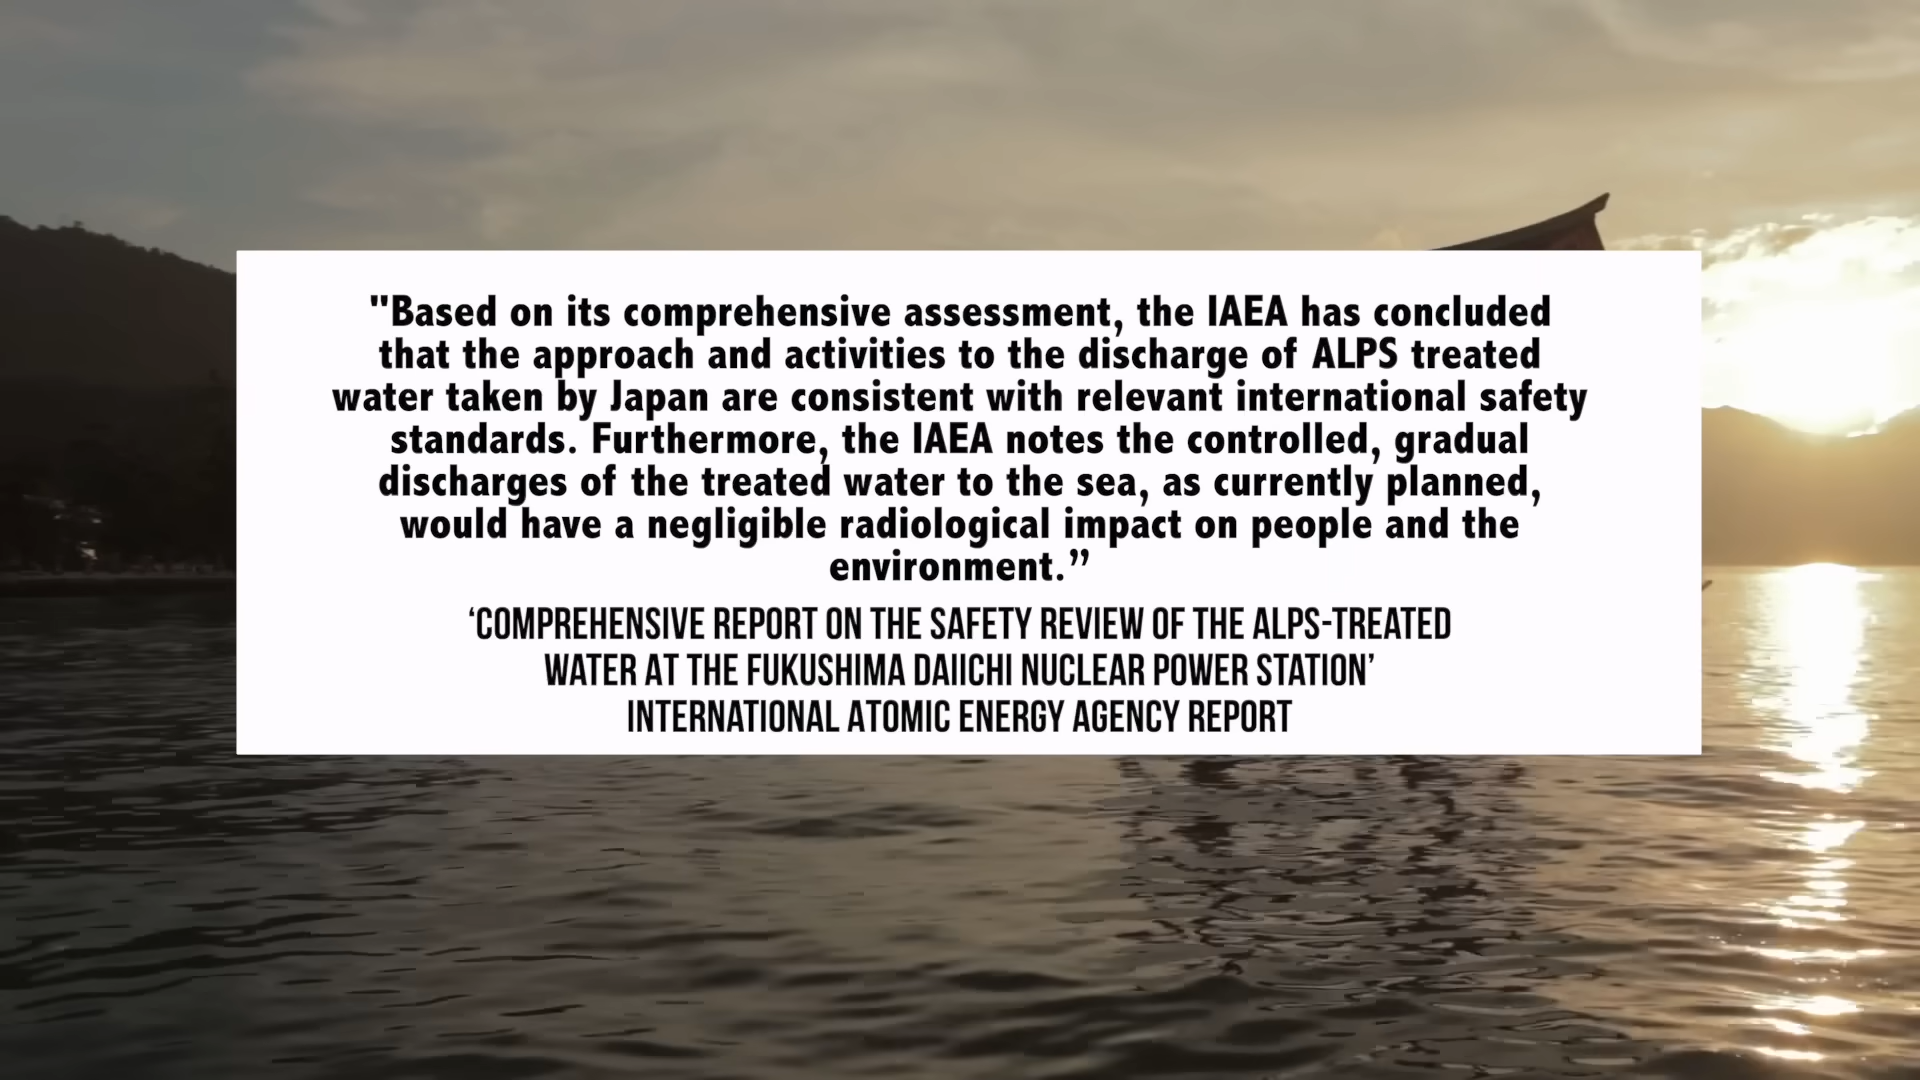 "Based on its comprehensive assessment, the IAEA has concluded
that the approach and activities to the discharge of ALPS treated
water taken by Japan are consistent with relevant international safety
standards. Furthermore, the IAEA notes the controlled, gradual
discharges of the treated water to the sea, as currently planned,
would have a negligible radiological impact on people and the
environment.”
‘COMPREHENSIVE REPORT ON THE SAFETY REVIEW OF THE ALPS-TREATED
WATER AT THE FUKUSHIMA DAIICHI NUCLEAR POWER STATION’
INTERNATIONAL ATOMIC ENERGY AGENCY REPORT